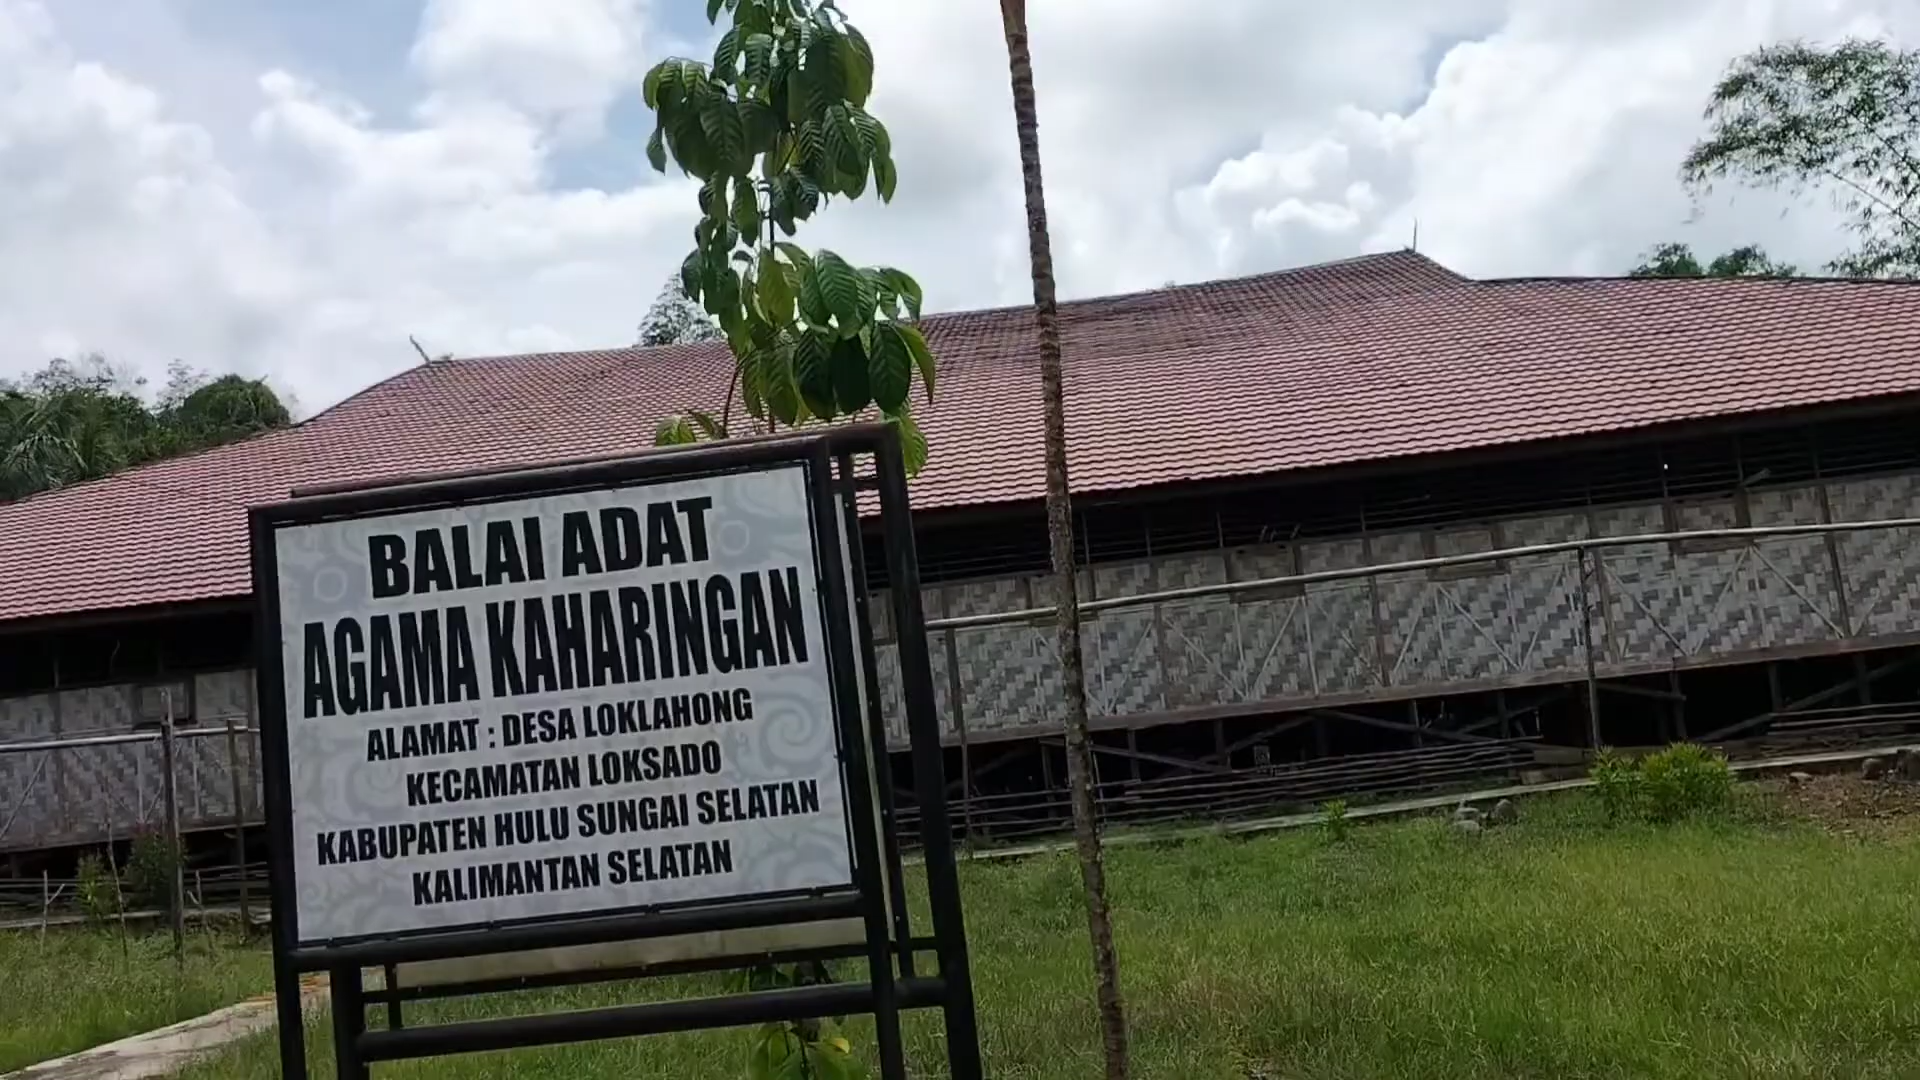 BALAI ADAT
AGAMA KAHARINGAN
ALAMAT : DESA LOKLAHONG
KECAMATAN LOKSADO
KABUPATEN HULU SUNGAI SELATAN
KALIMANTAN SELATAN